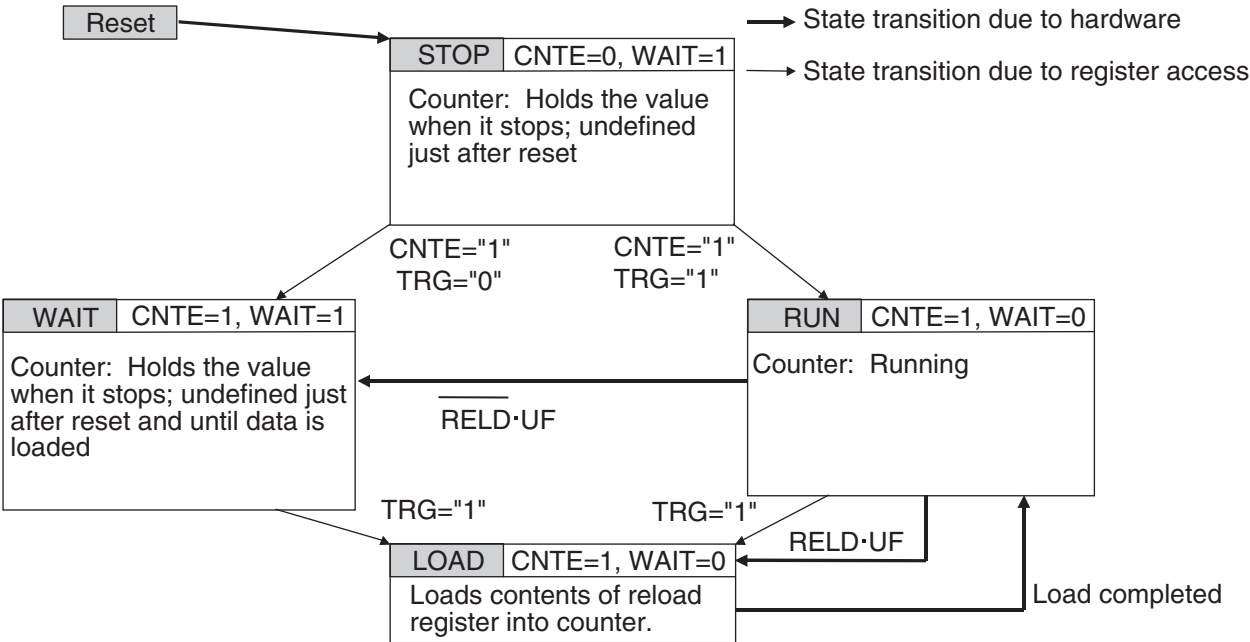 Reset
State transition due to hardware
STOP CNTE=0, WAIT=1
State transition due to register access
Counter: Holds the value
when it stops; undefined
just after reset
CNTE="1"
TRG="0"
CNTE="1"
TRG="1"
WAIT CNTE=1, WAIT=1
Counter: Holds the value
when it stops; undefined just
after reset and until data is
loaded
RUN CNTE=1, WAIT=0
Counter: Running
R̅E̅L̅D̅·UF
TRG="1"
TRG="1"
RELD·UF
LOAD CNTE=1, WAIT=0
Loads contents of reload
register into counter.
Load completed